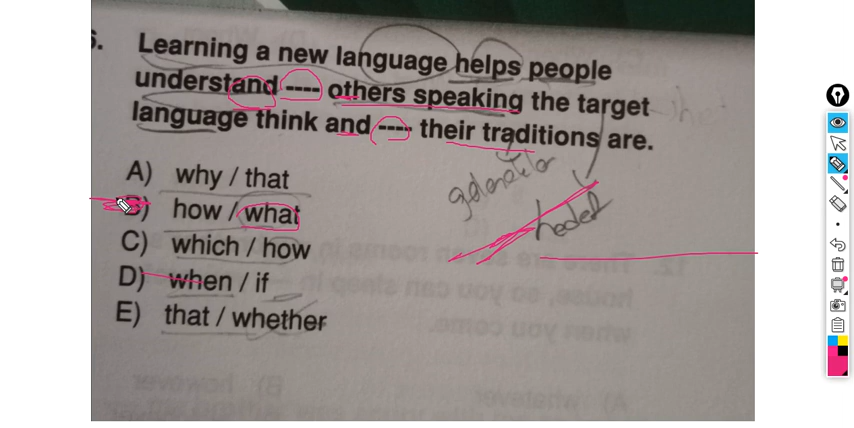 Learning a new language helps people
understand ---- others speaking the target
language think and ---- their traditions are.
gelenekler
hedef
A) why / that
B) how / what
C) which / how
D) when / if
E) that / whether